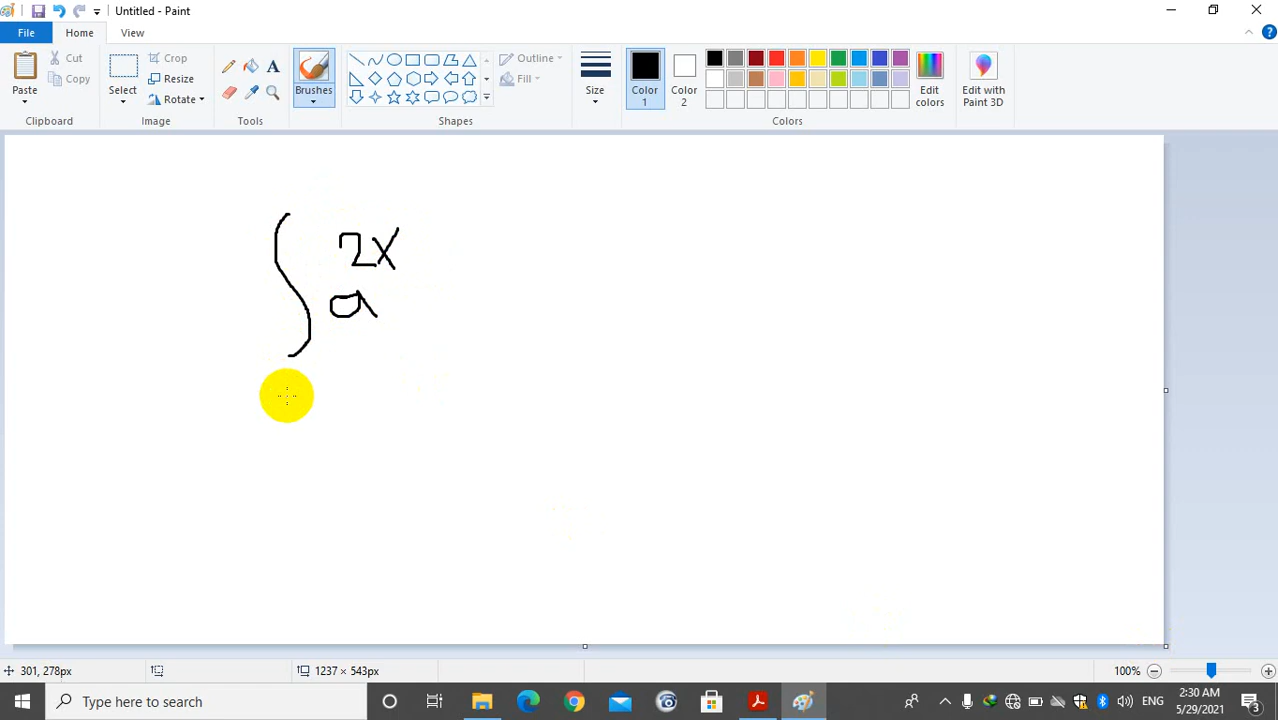 Untitled - Paint
File Home View
Paste
Cut
Copy
Clipboard
Select
Crop
Resize
Rotate
Image
A
Tools
Brushes
Outline
Fill
Shapes
Size
Color 1
Color 2
Edit colors
Colors
Edit with Paint 3D
∫ 2x
a
301, 278px
1237 × 543px
100%
Type here to search
ENG
2:30 AM
5/29/2021
3